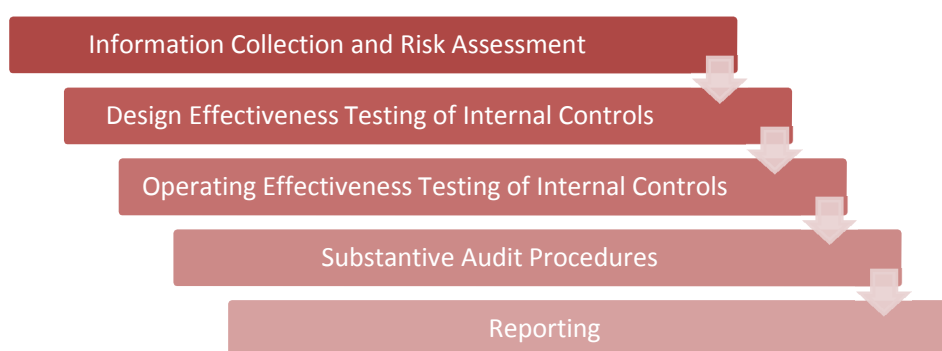 Information Collection and Risk Assessment
Design Effectiveness Testing of Internal Controls
Operating Effectiveness Testing of Internal Controls
Substantive Audit Procedures
Reporting